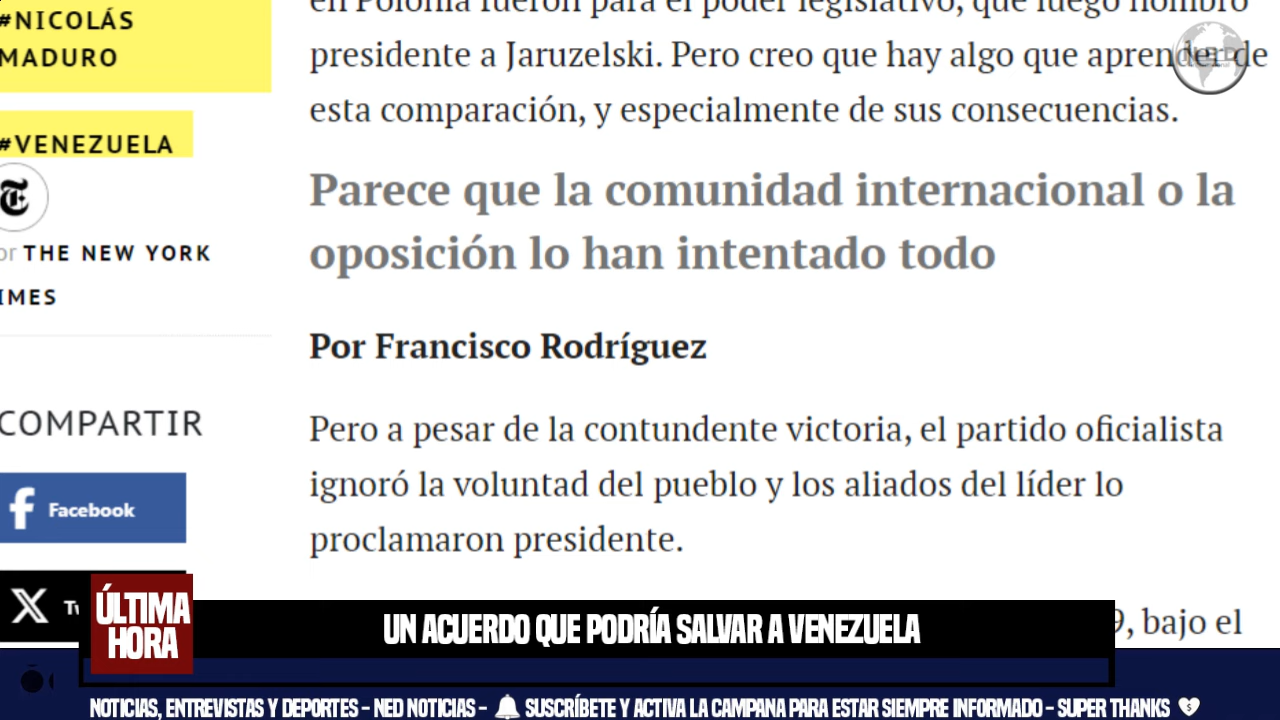 #NICOLÁS
MADURO
#VENEZUELA
or THE NEW YORK
IMES
COMPARTIR
Facebook
en Polonia fueron para el poder legislativo, que luego nombró
presidente a Jaruzelski. Pero creo que hay algo que aprender de
esta comparación, y especialmente de sus consecuencias.
Parece que la comunidad internacional o la
oposición lo han intentado todo
Por Francisco Rodríguez
Pero a pesar de la contundente victoria, el partido oficialista
ignoró la voluntad del pueblo y los aliados del líder lo
proclamaron presidente.
9, bajo el
NED
ÚLTIMA
HORA
UN ACUERDO QUE PODRÍA SALVAR A VENEZUELA
NOTICIAS, ENTREVISTAS Y DEPORTES - NED NOTICIAS - SUSCRÍBETE Y ACTIVA LA CAMPANA PARA ESTAR SIEMPRE INFORMADO - SUPER THANKS